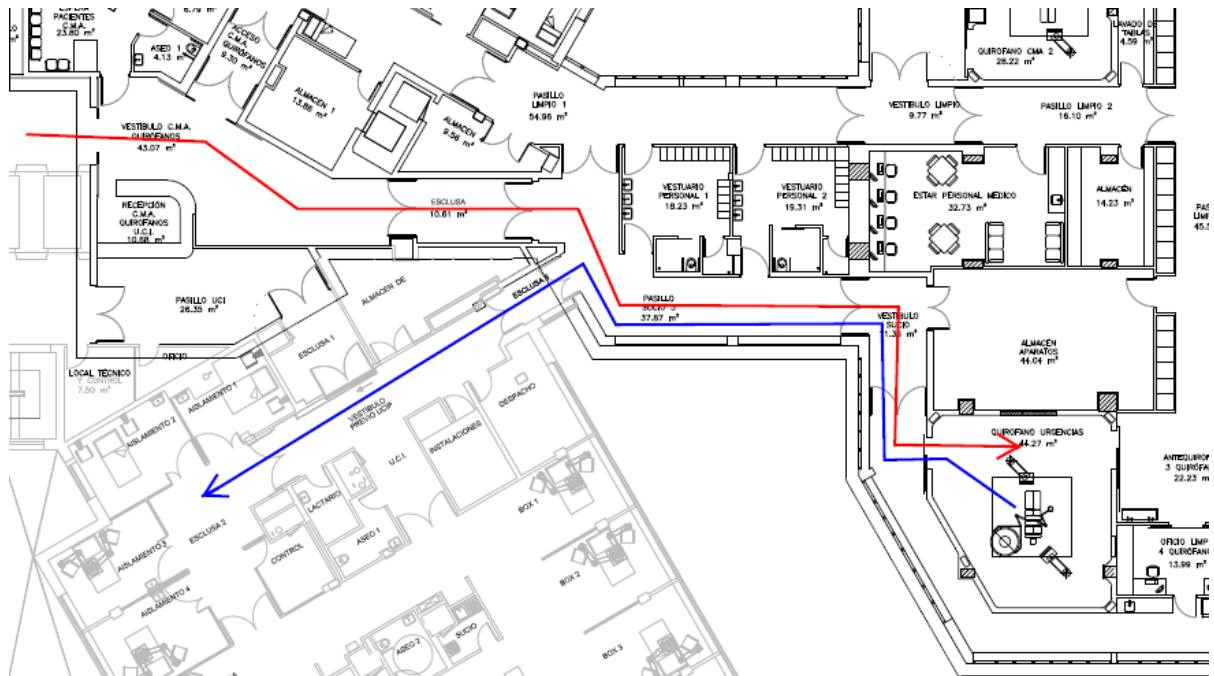 ESPERA
PACIENTES
C.M.A.
23.80 m²
6.79 m²
ASEO 1
4.13 m²
ACCESO
C.M.A.
QUIRÓFANOS
9.30 m²
ALMACÉN 1
13.86 m²
ALMACÉN
9.56 m²
PASILLO
LIMPIO 1
54.96 m²
QUIROFANO CMA 2
28.22 m²
LAVADO DE
TABLAS
4.59 m²
VESTÍBULO LIMPIO
9.77 m²
PASILLO LIMPIO 2
16.10 m²
VESTÍBULO C.M.A.
QUIRÓFANOS
43.07 m²
RECEPCIÓN
C.M.A.
QUIRÓFANOS
U.C.I.
10.68 m²
ESCLUSA
10.61 m²
VESTUARIO
PERSONAL 1
18.23 m²
VESTUARIO
PERSONAL 2
19.31 m²
ESTAR PERSONAL MÉDICO
32.73 m²
ALMACÉN
14.23 m²
PASILLO UCI
26.35 m²
ALMACEN DE
ESCLUSA
PASILLO
SUCIO 3
37.87 m²
VESTÍBULO
SUCIO
ALMACÉN
APARATOS
44.04 m²
OFICIO
ESCLUSA 1
LOCAL TÉCNICO
Y CONTROL
7.50 m²
AISLAMIENTO 1
AISLAMIENTO 2
VESTÍBULO
PREVIO UCIP
DESPACHO
INSTALACIONES
U.C.I.
QUIROFANO URGENCIAS
44.27 m²
3 QUIRÓFA
22.23 m
LACTARIO
BOX 1
ESCLUSA 2
CONTROL
ASEO 1
AISLAMIENTO 3
AISLAMIENTO 4
BOX 2
OFICIO LIMP
4 QUIRÓFANO
13.99 m²
ASEO 2
SUCIO
BOX 3